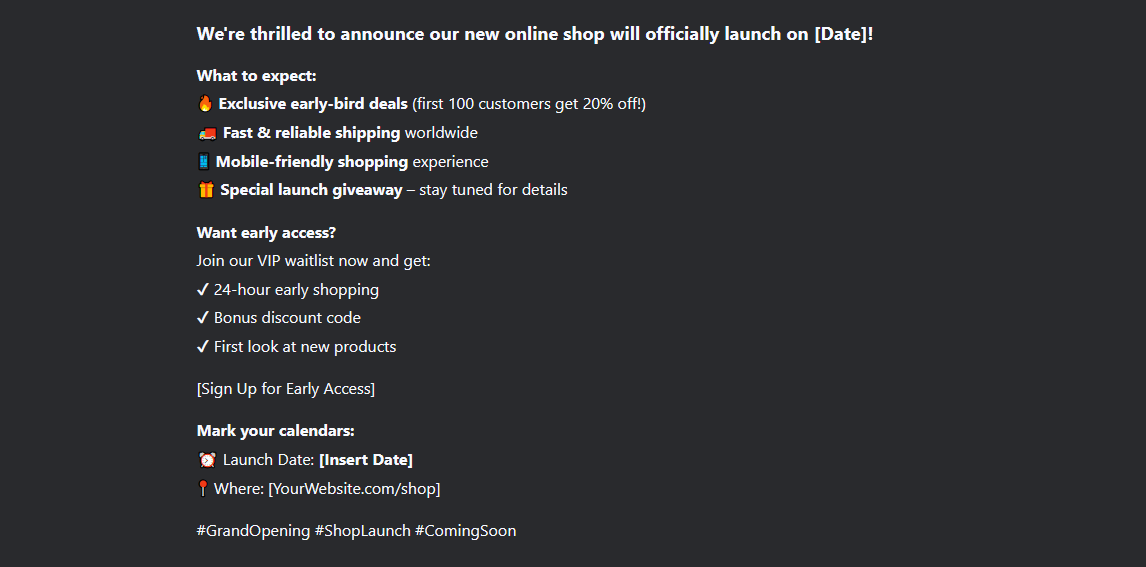 We're thrilled to announce our new online shop will officially launch on [Date]!
What to expect:
🔥 Exclusive early-bird deals (first 100 customers get 20% off!)
🚚 Fast & reliable shipping worldwide
📱 Mobile-friendly shopping experience
🎁 Special launch giveaway – stay tuned for details
Want early access?
Join our VIP waitlist now and get:
✔ 24-hour early shopping
✔ Bonus discount code
✔ First look at new products
[Sign Up for Early Access]
Mark your calendars:
⏰ Launch Date: [Insert Date]
📍 Where: [YourWebsite.com/shop]
#GrandOpening #ShopLaunch #ComingSoon